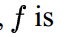 , f is